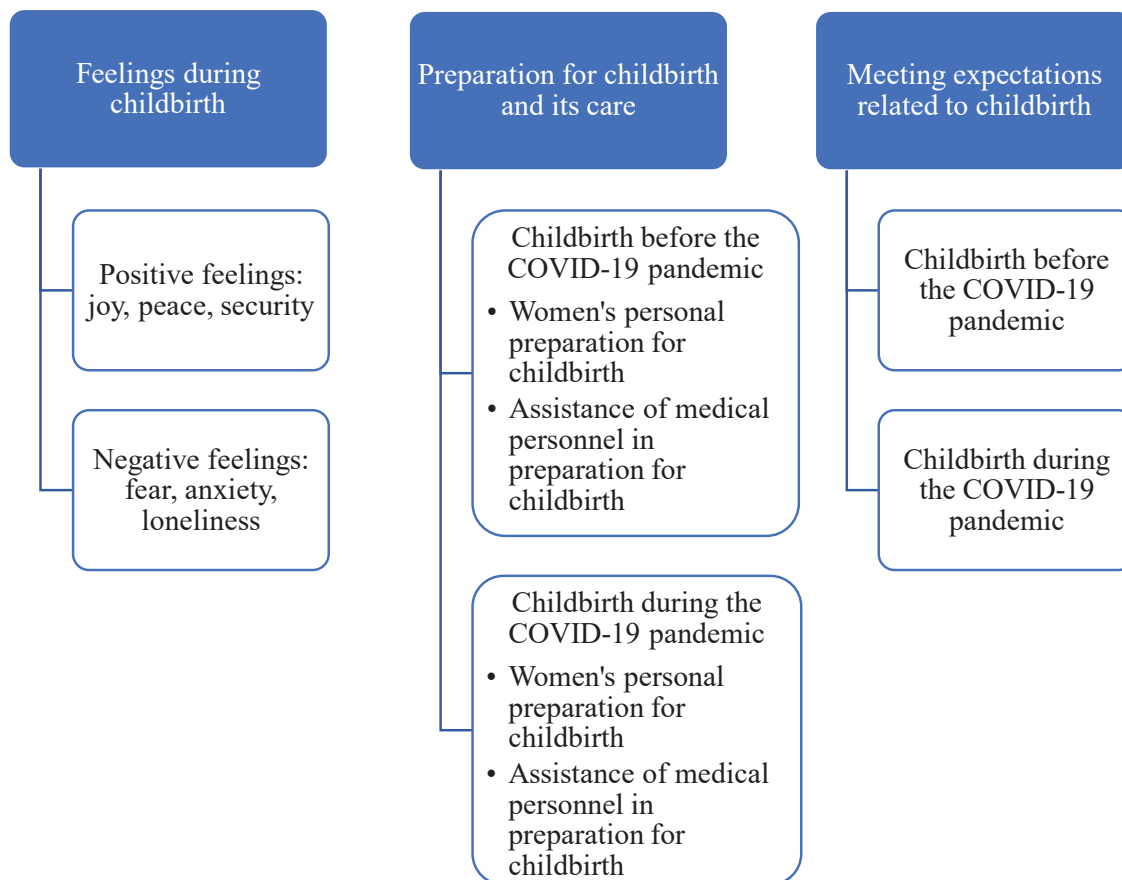 Feelings during
childbirth
Positive feelings:
joy, peace, security
Negative feelings:
fear, anxiety,
loneliness
Preparation for childbirth
and its care
Childbirth before the
COVID-19 pandemic
• Women's personal
preparation for
childbirth
• Assistance of medical
personnel in
preparation for
childbirth
Childbirth during the
COVID-19 pandemic
• Women's personal
preparation for
childbirth
• Assistance of medical
personnel in
preparation for
childbirth
Meeting expectations
related to childbirth
Childbirth before
the COVID-19
pandemic
Childbirth during
the COVID-19
pandemic